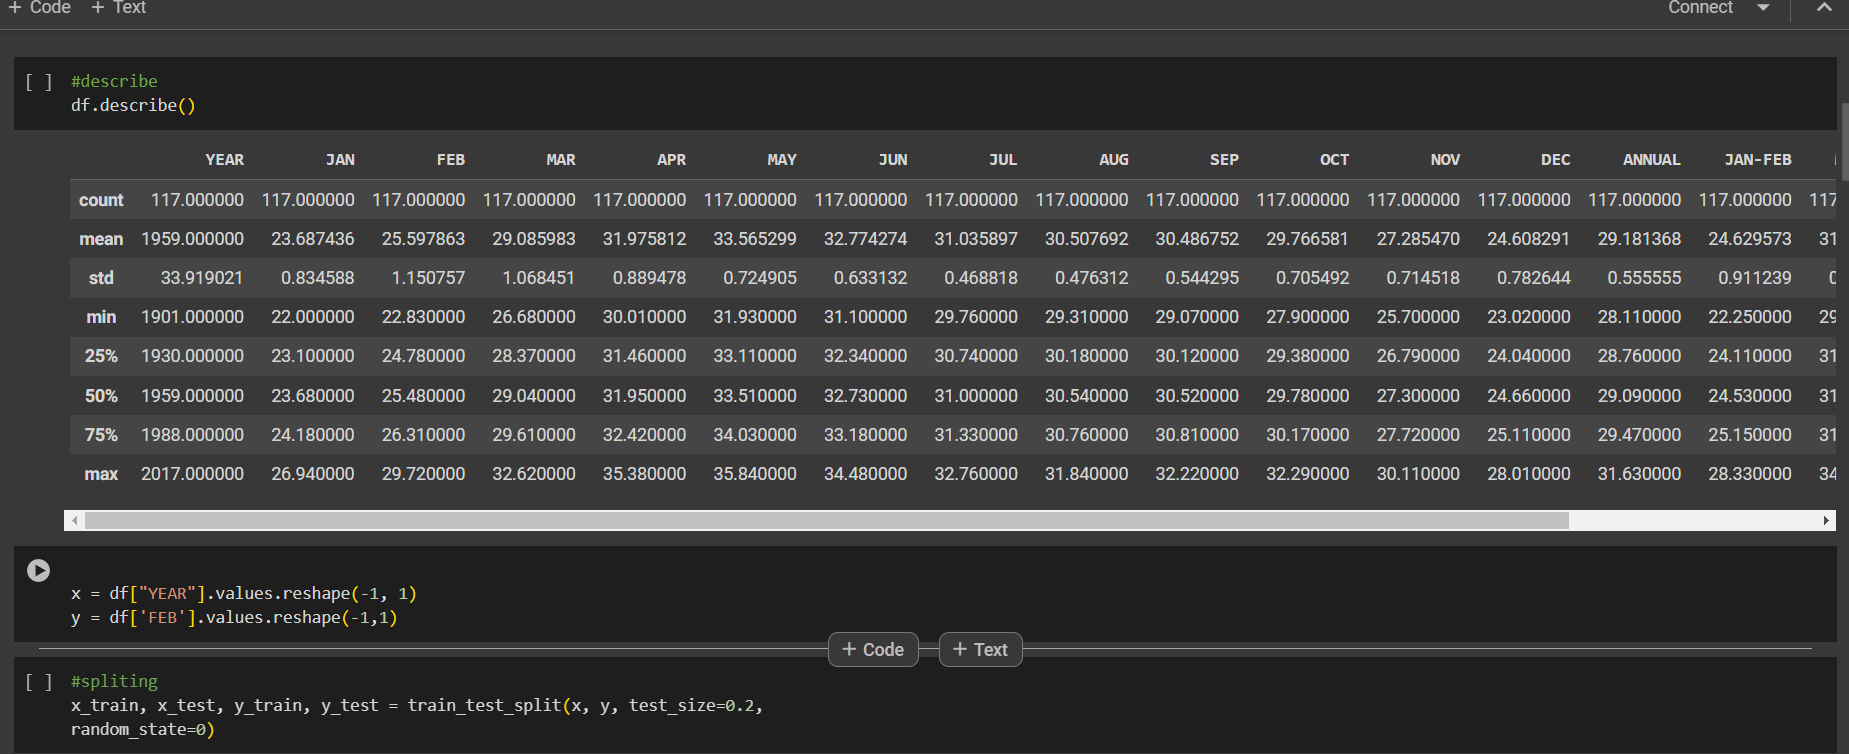 + Code + Text Connect
[ ] #describe
df.describe()
YEAR JAN FEB MAR APR MAY JUN JUL AUG SEP OCT NOV DEC ANNUAL JAN-FEB
count 117.000000 117.000000 117.000000 117.000000 117.000000 117.000000 117.000000 117.000000 117.000000 117.000000 117.000000 117.000000 117.000000 117.000000 117.000000 117
mean 1959.000000 23.687436 25.597863 29.085983 31.975812 33.565299 32.774274 31.035897 30.507692 30.486752 29.766581 27.285470 24.608291 29.181368 24.629573 31
std 33.919021 0.834588 1.150757 1.068451 0.889478 0.724905 0.633132 0.468818 0.476312 0.544295 0.705492 0.714518 0.782644 0.555555 0.911239 0
min 1901.000000 22.000000 22.830000 26.680000 30.010000 31.930000 31.100000 29.760000 29.310000 29.070000 27.900000 25.700000 23.020000 28.110000 22.250000 29
25% 1930.000000 23.100000 24.780000 28.370000 31.460000 33.110000 32.340000 30.740000 30.180000 30.120000 29.380000 26.790000 24.040000 28.760000 24.110000 31
50% 1959.000000 23.680000 25.480000 29.040000 31.950000 33.510000 32.730000 31.000000 30.540000 30.520000 29.780000 27.300000 24.660000 29.090000 24.530000 31
75% 1988.000000 24.180000 26.310000 29.610000 32.420000 34.030000 33.180000 31.330000 30.760000 30.810000 30.170000 27.720000 25.110000 29.470000 25.150000 31
max 2017.000000 26.940000 29.720000 32.620000 35.380000 35.840000 34.480000 32.760000 31.840000 32.220000 32.290000 30.110000 28.010000 31.630000 28.330000 34
x = df["YEAR"].values.reshape(-1, 1)
y = df['FEB'].values.reshape(-1,1)
+ Code + Text
[ ] #spliting
x_train, x_test, y_train, y_test = train_test_split(x, y, test_size=0.2,
random_state=0)